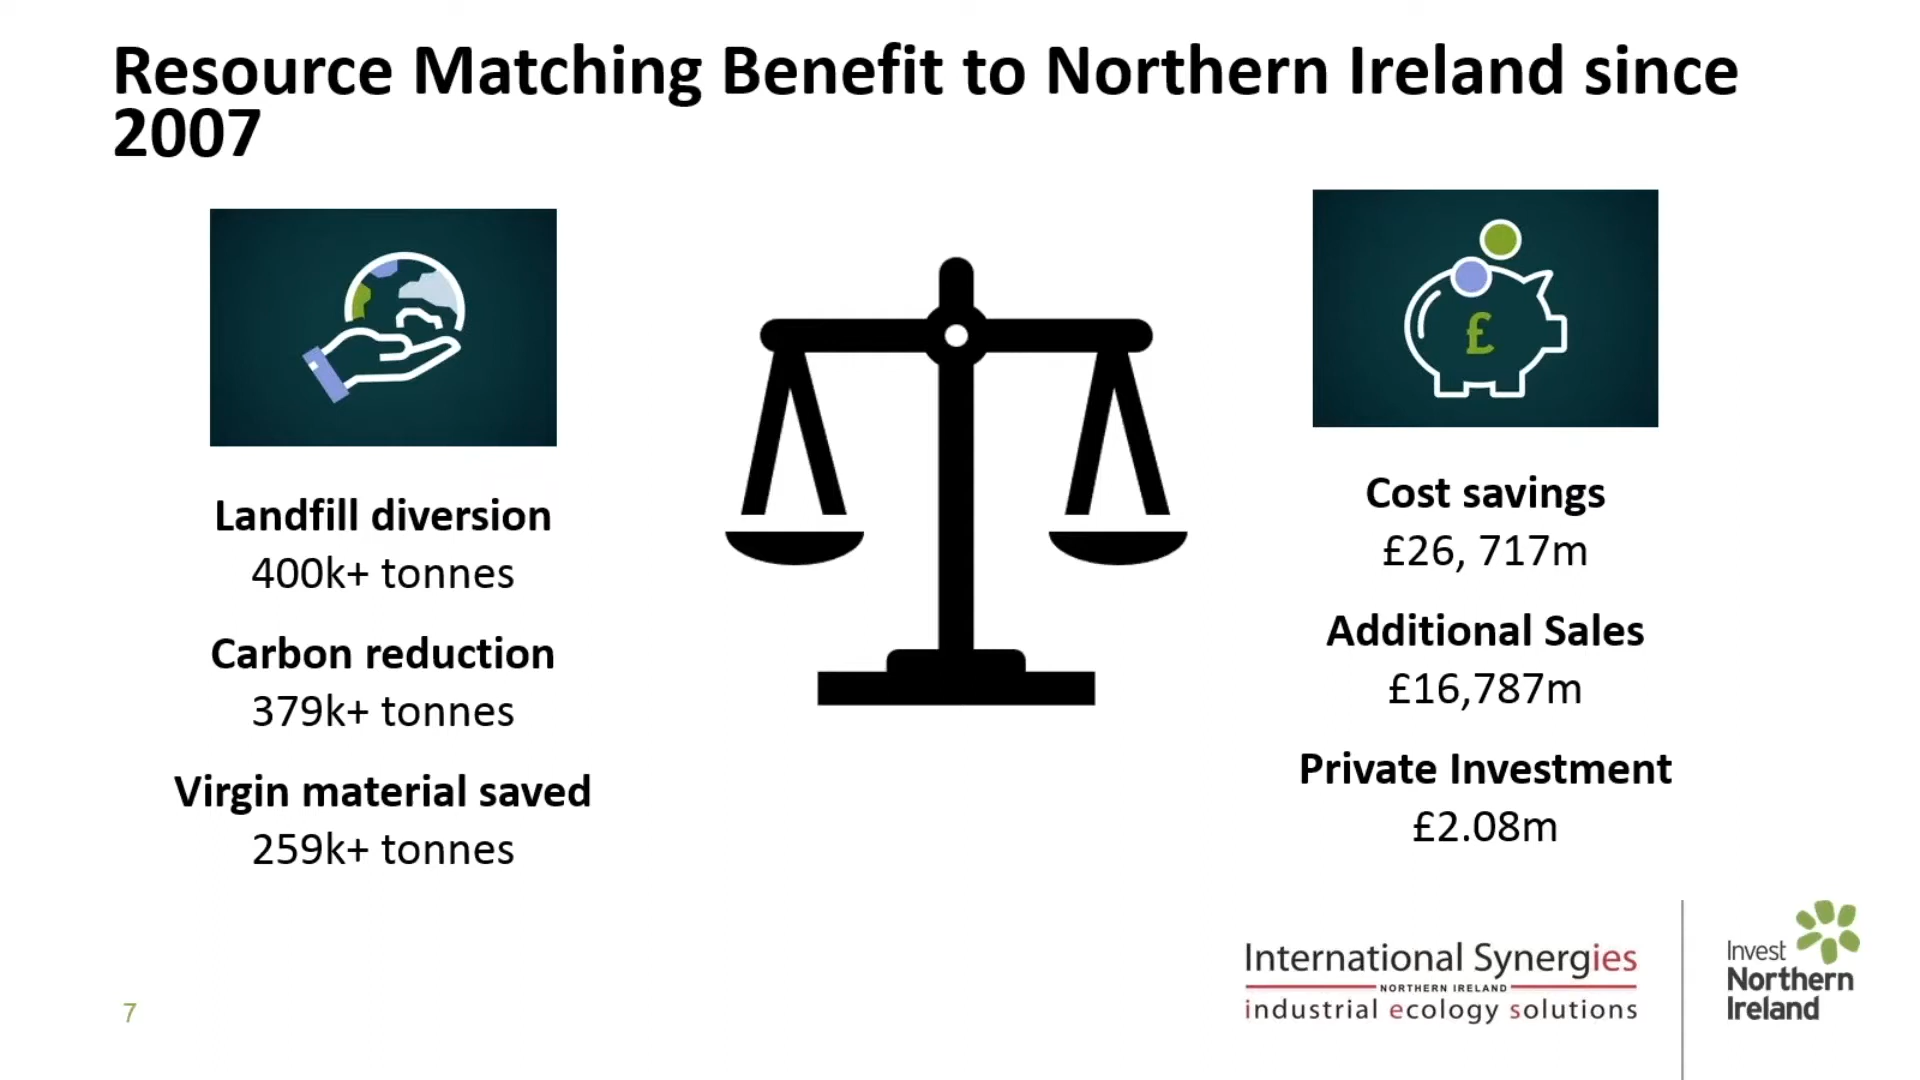 Resource Matching Benefit to Northern Ireland since
2007
Landfill diversion
400k+ tonnes
Carbon reduction
379k+ tonnes
Virgin material saved
259k+ tonnes
£
Cost savings
£26, 717m
Additional Sales
£16,787m
Private Investment
£2.08m
International Synergies
NORTHERN IRELAND
industrial ecology solutions
Invest
Northern
Ireland
7